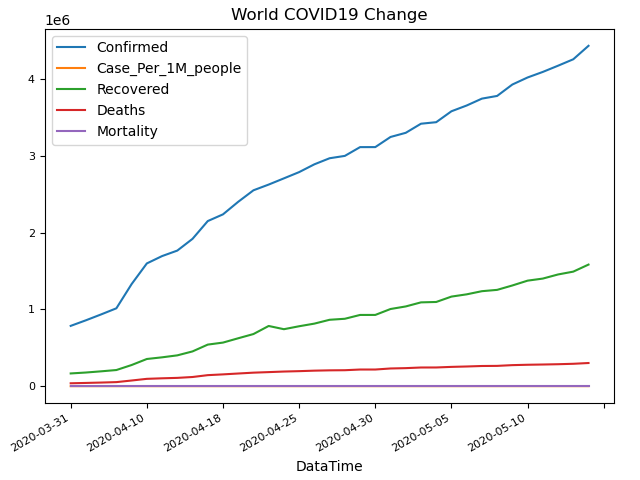 World COVID19 Change
1e6
Confirmed
Case_Per_1M_people
Recovered
Deaths
Mortality
4
3
2
1
0
2020-03-31
2020-04-10
2020-04-18
2020-04-25
2020-04-30
2020-05-05
2020-05-10
DataTime